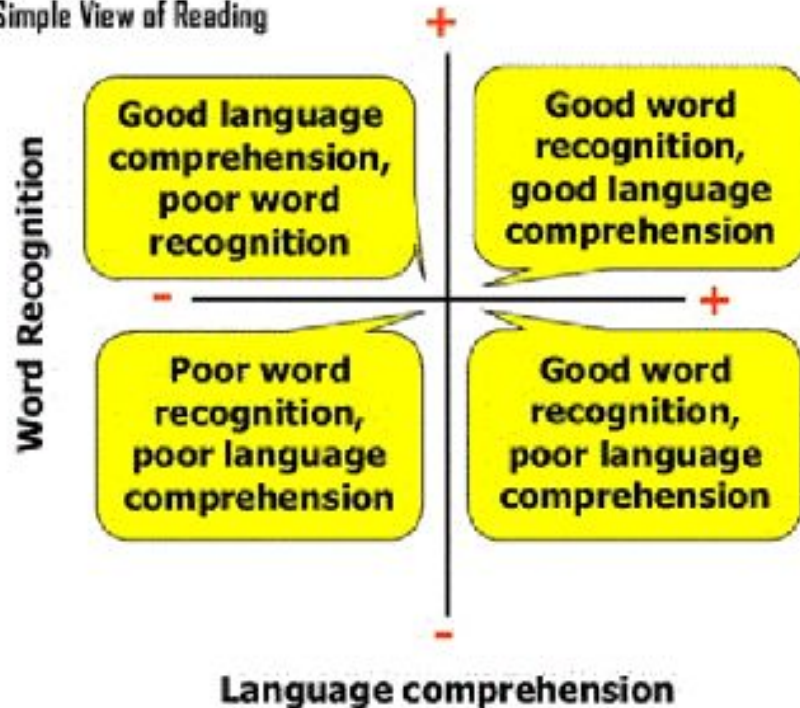 Simple View of Reading
+
Good language
comprehension,
poor word
recognition
Good word
recognition,
good language
comprehension
Word Recognition
-
+
Poor word
recognition,
poor language
comprehension
Good word
recognition,
poor language
comprehension
-
Language comprehension